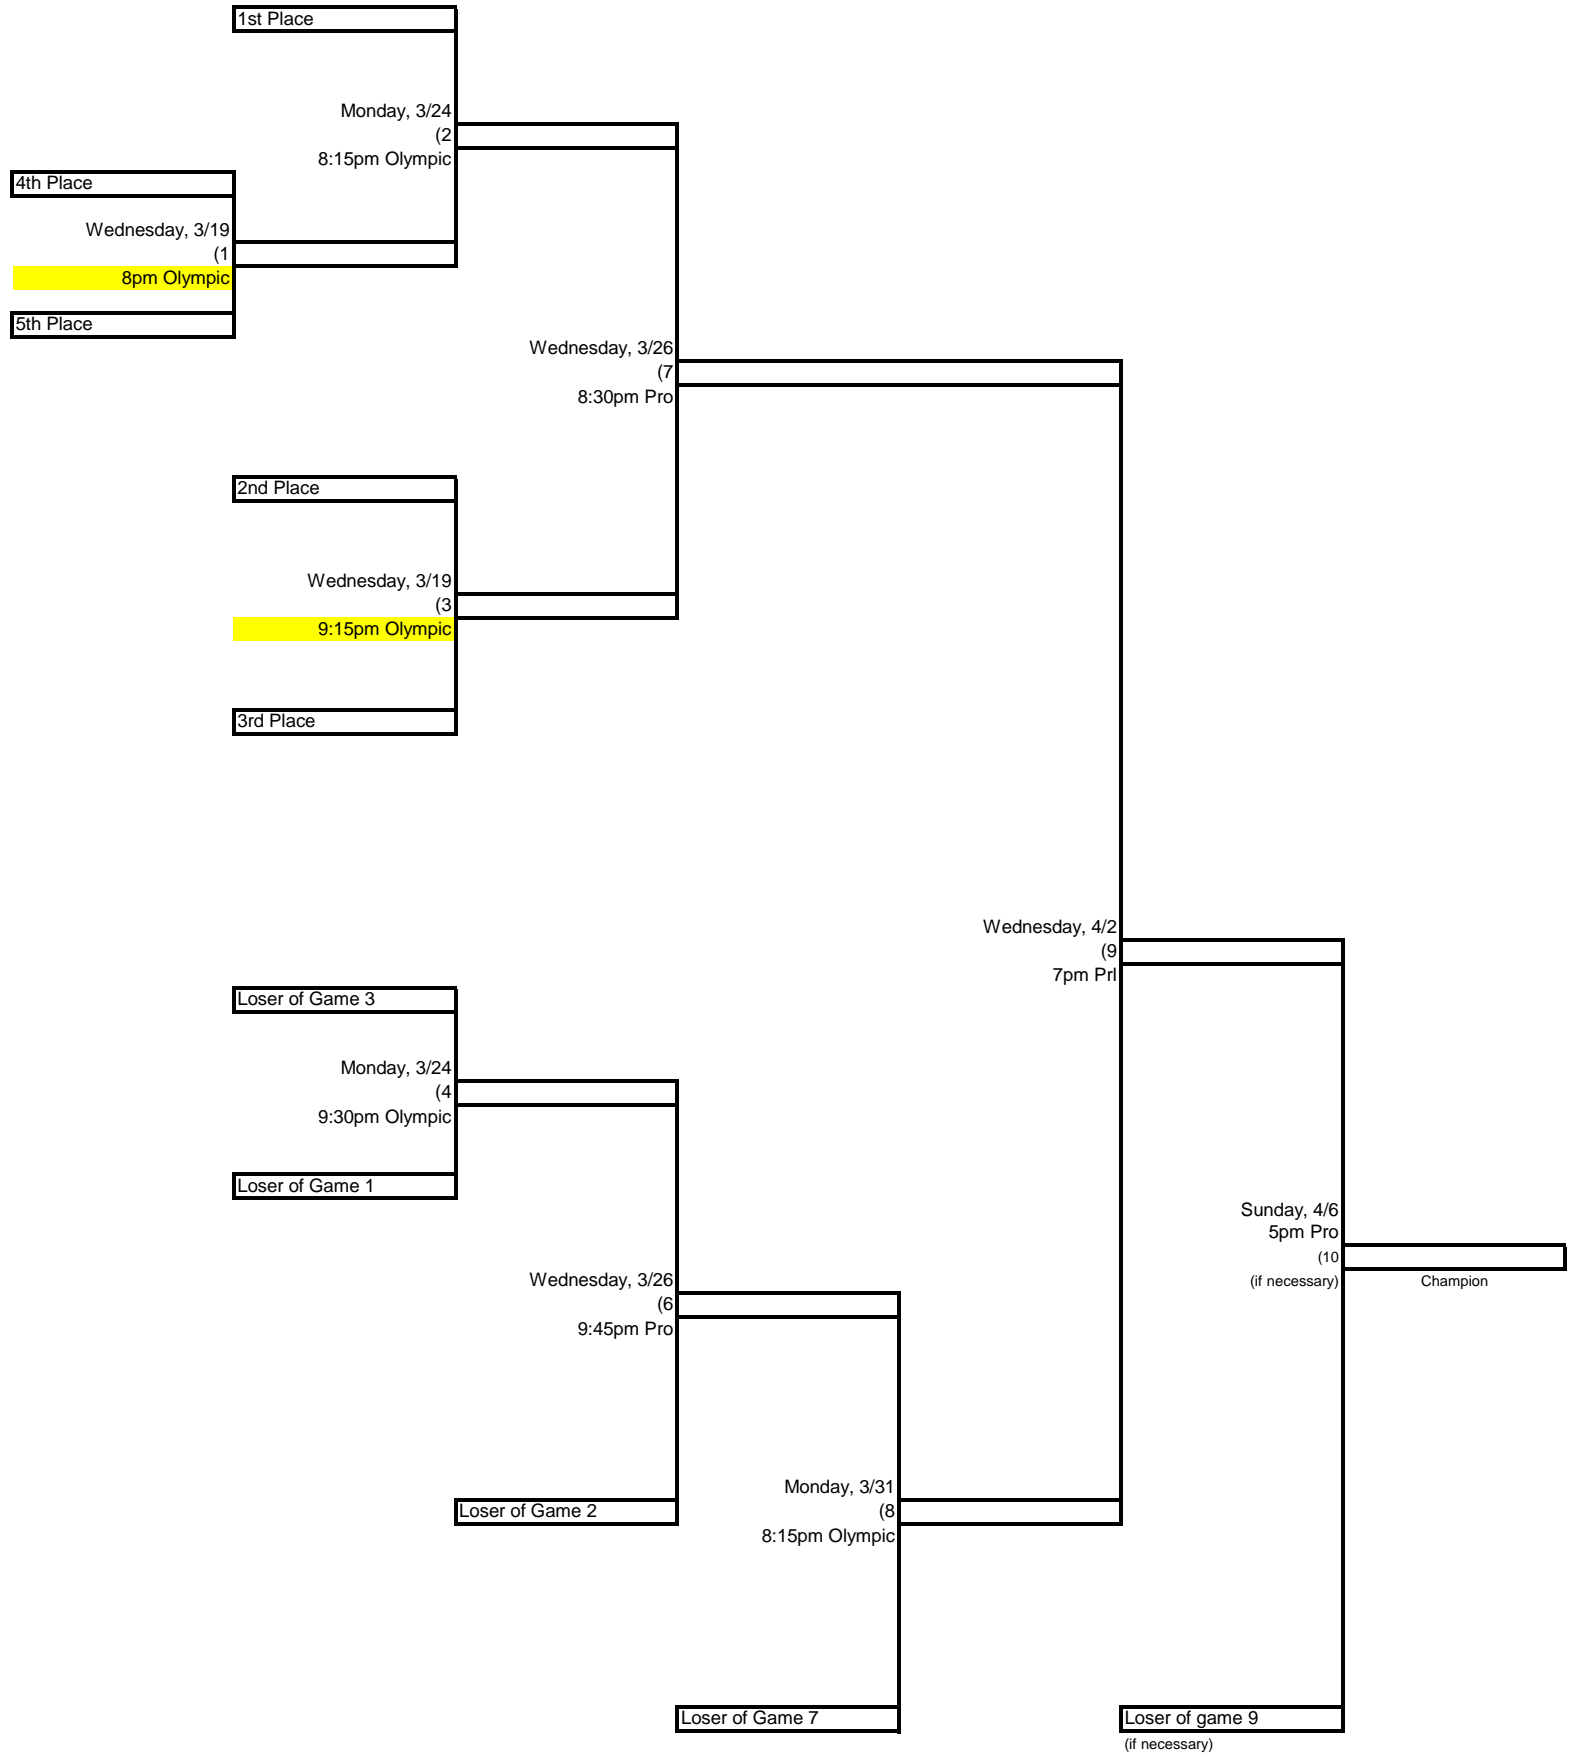 1st Place
Monday, 3/24
(2
8:15pm Olympic
4th Place
Wednesday, 3/19
(1
8pm Olympic
5th Place
Wednesday, 3/26
(7
8:30pm Pro
2nd Place
Wednesday, 3/19
(3
9:15pm Olympic
3rd Place
Wednesday, 4/2
(9
7pm Prl
Loser of Game 3
Monday, 3/24
(4
9:30pm Olympic
Loser of Game 1
Sunday, 4/6
5pm Pro
(10
(if necessary)
Champion
Wednesday, 3/26
(6
9:45pm Pro
Loser of Game 2
Monday, 3/31
(8
8:15pm Olympic
Loser of Game 7
Loser of game 9
(if necessary)